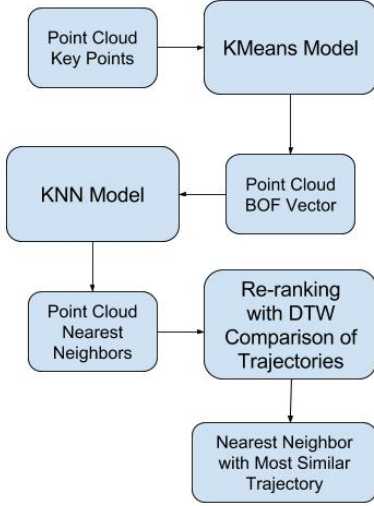 Point Cloud
Key Points
KMeans Model
KNN Model
Point Cloud
BOF Vector
Point Cloud
Nearest
Neighbors
Re-ranking
with DTW
Comparison of
Trajectories
Nearest Neighbor
with Most Similar
Trajectory